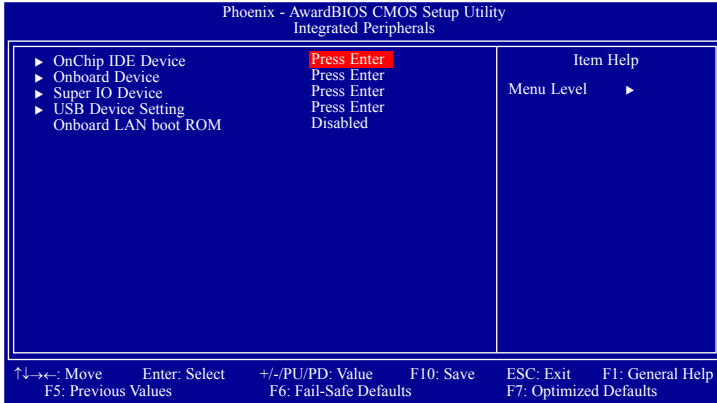 Phoenix - AwardBIOS CMOS Setup Utility
Integrated Peripherals
► OnChip IDE Device Press Enter
► Onboard Device Press Enter
► Super IO Device Press Enter
► USB Device Setting Press Enter
Onboard LAN boot ROM Disabled
Item Help
Menu Level ►
↑↓→←: Move Enter: Select +/-/PU/PD: Value F10: Save ESC: Exit F1: General Help
F5: Previous Values F6: Fail-Safe Defaults F7: Optimized Defaults